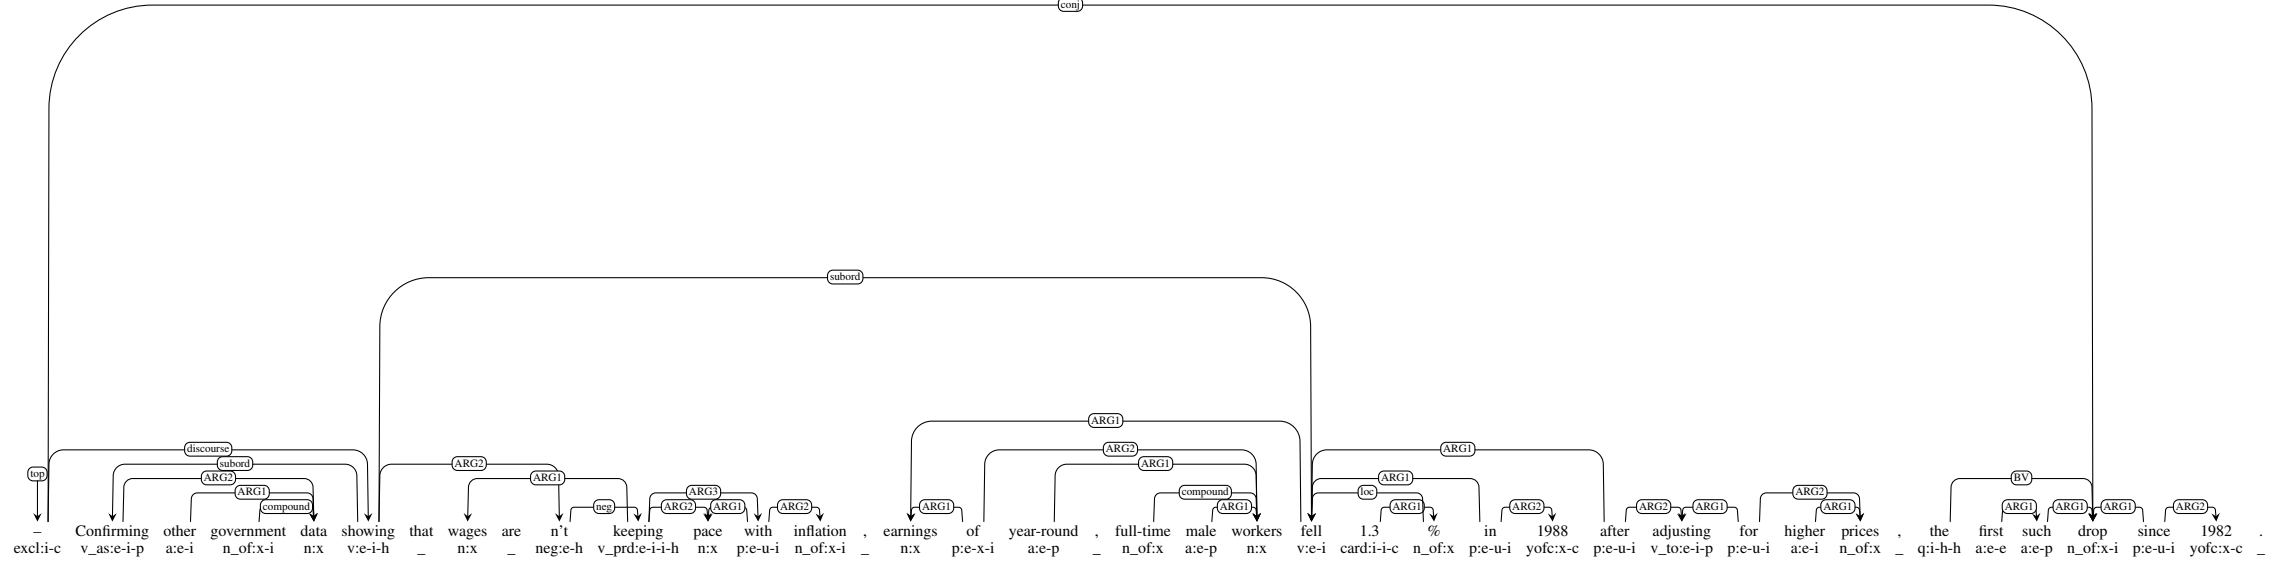 conj
subord
ARG1
discourse ARG2 ARG1
subord ARG2 ARG1
top
ARG2 ARG1 ARG1 BV
ARG1 ARG3 compound loc ARG2
compound neg ARG2 ARG1 ARG2 ARG1 ARG1 ARG1 ARG2 ARG2 ARG1 ARG1 ARG1 ARG1 ARG1 ARG2
– Confirming other government data showing that wages are n't keeping pace with inflation , earnings of year-round , full-time male workers fell 1.3 % in 1988 after adjusting for higher prices , the first such drop since 1982 .
excl:i-c v_as:e-i-p a:e-i n_of:x-i n:x v:e-i-h _ n:x _ neg:e-h v_prd:e-i-i-h n:x p:e-u-i n_of:x-i _ n:x p:e-x-i a:e-p _ n_of:x a:e-p n:x v:e-i card:i-i-c n_of:x p:e-u-i yofc:x-c p:e-u-i v_to:e-i-p p:e-u-i a:e-i n_of:x _ q:i-h-h a:e-e a:e-p n_of:x-i p:e-u-i yofc:x-c _